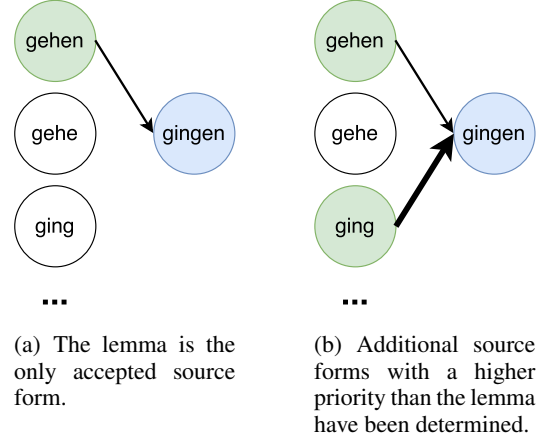 gehen
gehe
gingen
ging
...
(a) The lemma is the
only accepted source
form.
gehen
gehe
gingen
ging
...
(b) Additional source
forms with a higher
priority than the lemma
have been determined.